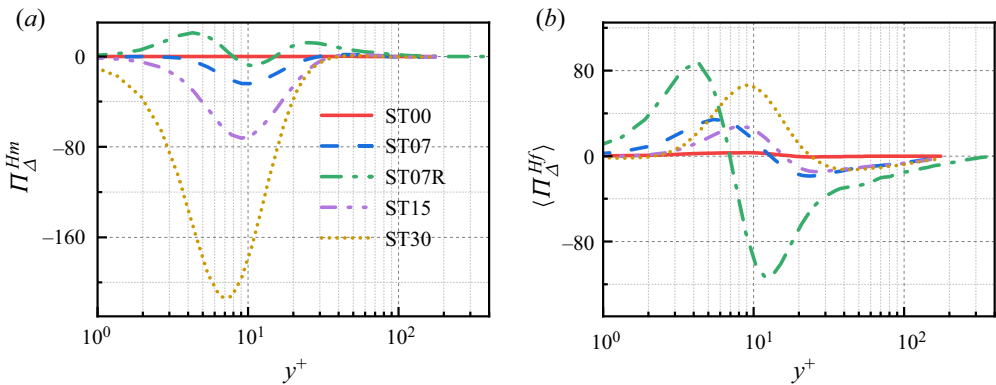 (a)
0
−80
−160
Π_Δ^{Hm}
ST00
ST07
ST07R
ST15
ST30
10^0 10^1 10^2
y^+
(b)
80
0
−80
⟨Π_Δ^{Hf}⟩
10^0 10^1 10^2
y^+